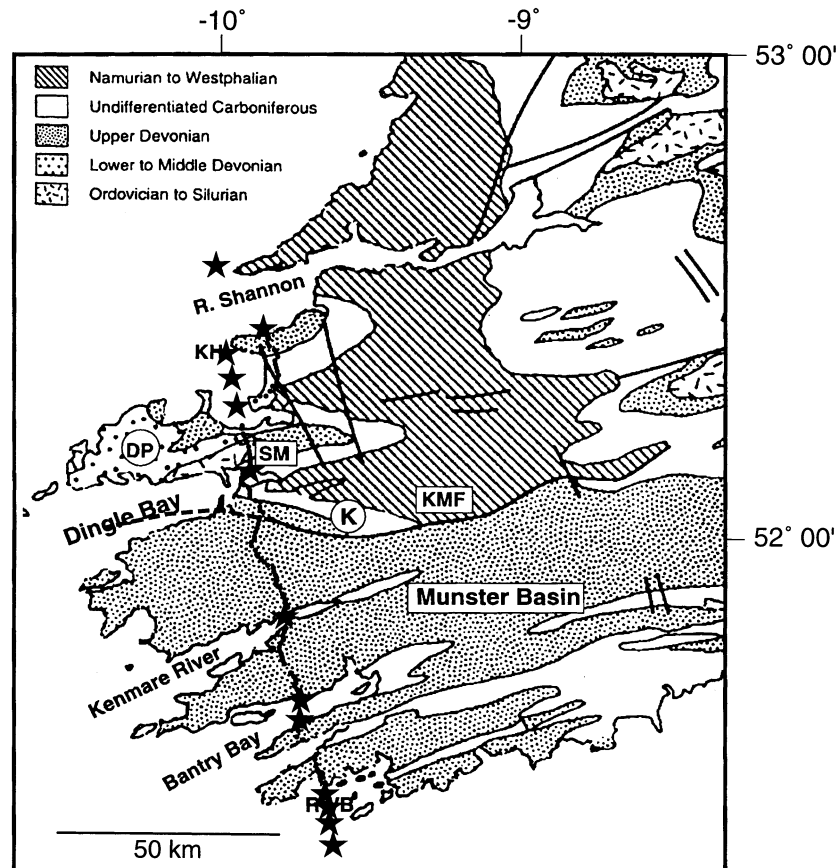 -10˚ -9˚
53˚ 00'
Namurian to Westphalian
Undifferentiated Carboniferous
Upper Devonian
Lower to Middle Devonian
Ordovician to Silurian
R. Shannon
KH
DP
SM
KMF
Dingle Bay
K
52˚ 00'
Munster Basin
Kenmare River
Bantry Bay
50 km